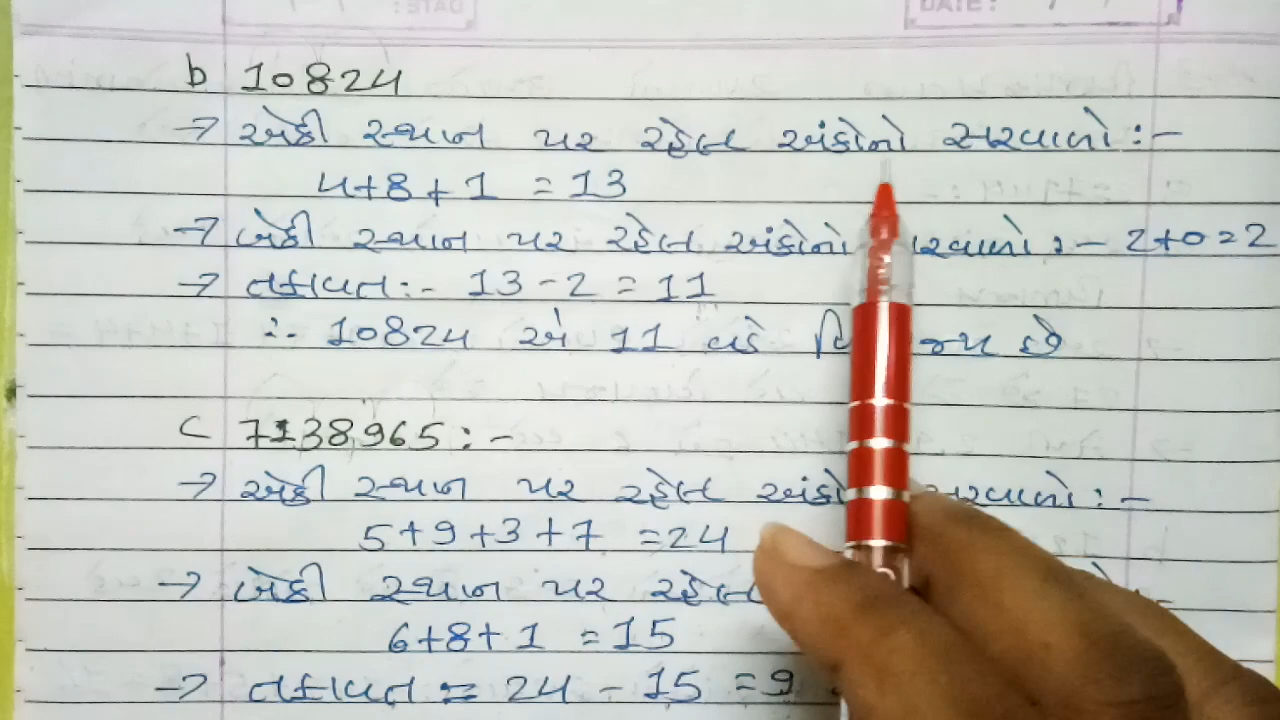 DATE:
b 10824
→ એકી સ્થાન પર રહેલ અંકોનો સરવાળો :-
4+8+1 = 13
→ બેકી સ્થાન પર રહેલ અંકોનો રવાળો :- 2+0=2
→ તફાવત :- 13-2=11
∴ 10824 એ 11 વડે વિ જ્ય છે
c 7138965 :-
→ એકી સ્થાન પર રહેલ અંકો સરવાળો :-
5+9+3+7 =24
→ બેકી સ્થાન પર રહેલ
6+8+1 =15
→ તફાવત = 24-15=9